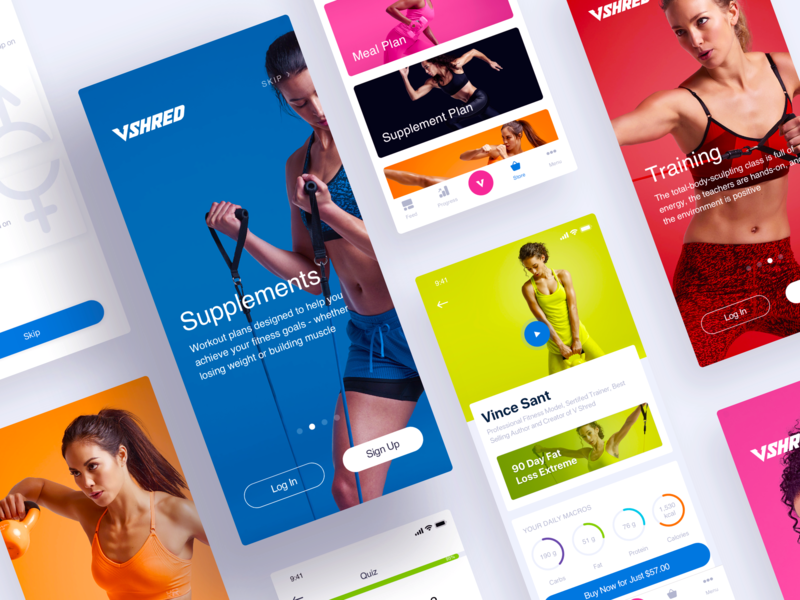 Skip
VSHRED
SKIP
Supplements
Workout plans designed to help you
achieve your fitness goals - whether
losing weight or building muscle
Log In
Sign Up
Meal Plan
Supplement Plan
Feed
Progress
V
Store
Menu
9:41
Vince Sant
Professional Fitness Model, Sertified Trainer, Best
Selling Author and Creator of V Shred
90 Day Fat
Loss Extreme
YOUR DAILY MACROS
190 g
51 g
76 g
1 530
kcal
Carbs
Fat
Protein
Calories
Buy Now for Just $57.00
Menu
9:41
Quiz
VSHRED
Training
The total-body-sculpting class is full of
energy, the teachers are hands-on, and
the environment is positive
Log In
VSHRED